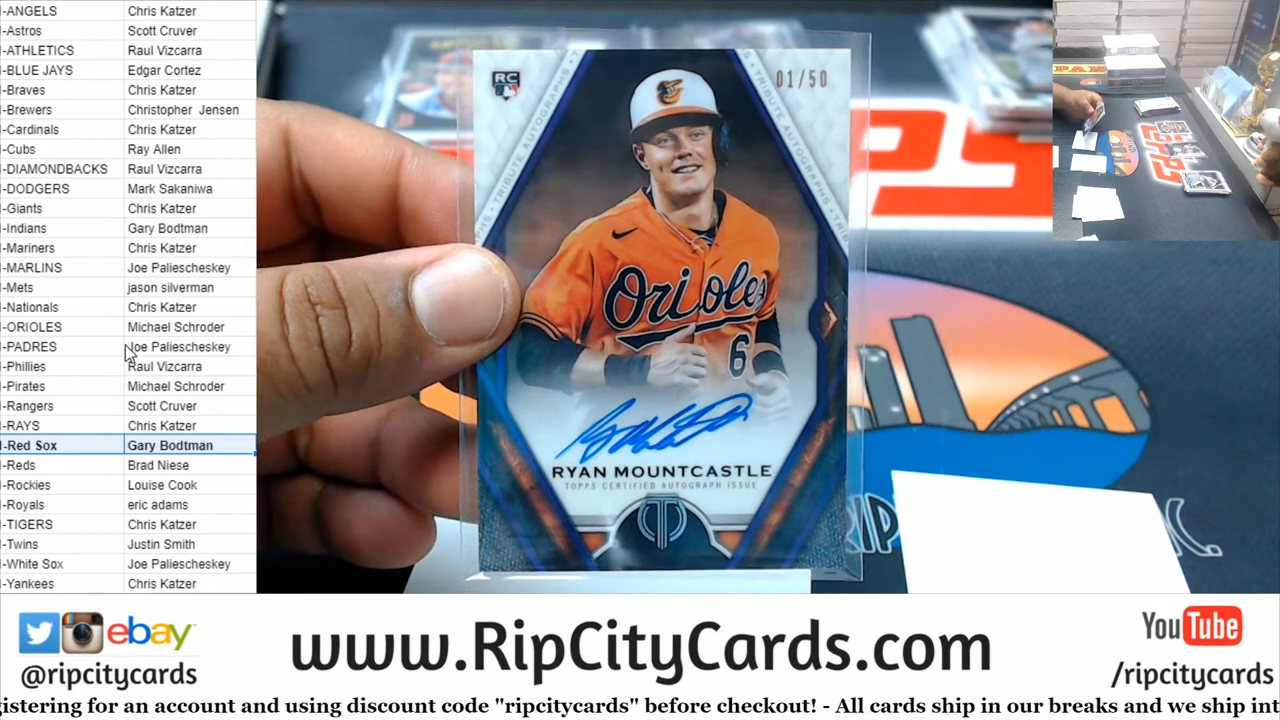 -ANGELS Chris Katzer
-Astros Scott Cruver
-ATHLETICS Raul Vizcarra
-BLUE JAYS Edgar Cortez
-Braves Chris Katzer
-Brewers Christopher Jensen
-Cardinals Chris Katzer
-Cubs Ray Allen
-DIAMONDBACKS Raul Vizcarra
-DODGERS Mark Sakaniwa
-Giants Chris Katzer
-Indians Gary Bodtman
-Mariners Chris Katzer
-MARLINS Joe Paliescheskey
-Mets jason silverman
-Nationals Chris Katzer
-ORIOLES Michael Schroder
-PADRES Joe Paliescheskey
-Phillies Raul Vizcarra
-Pirates Michael Schroder
-Rangers Scott Cruver
-RAYS Chris Katzer
-Red Sox Gary Bodtman
-Reds Brad Niese
-Rockies Louise Cook
-Royals eric adams
-TIGERS Chris Katzer
-Twins Justin Smith
-White Sox Joe Paliescheskey
-Yankees Chris Katzer
RC
01/50
TRIBUTE AUTOGRAPHS
Orioles
6
RYAN MOUNTCASTLE
TOPPS CERTIFIED AUTOGRAPH ISSUE
RIP
ebay
@ripcitycards
www.RipCityCards.com
YouTube
/ripcitycards
gistering for an account and using discount code "ripcitycards" before checkout! - All cards ship in our breaks and we ship int